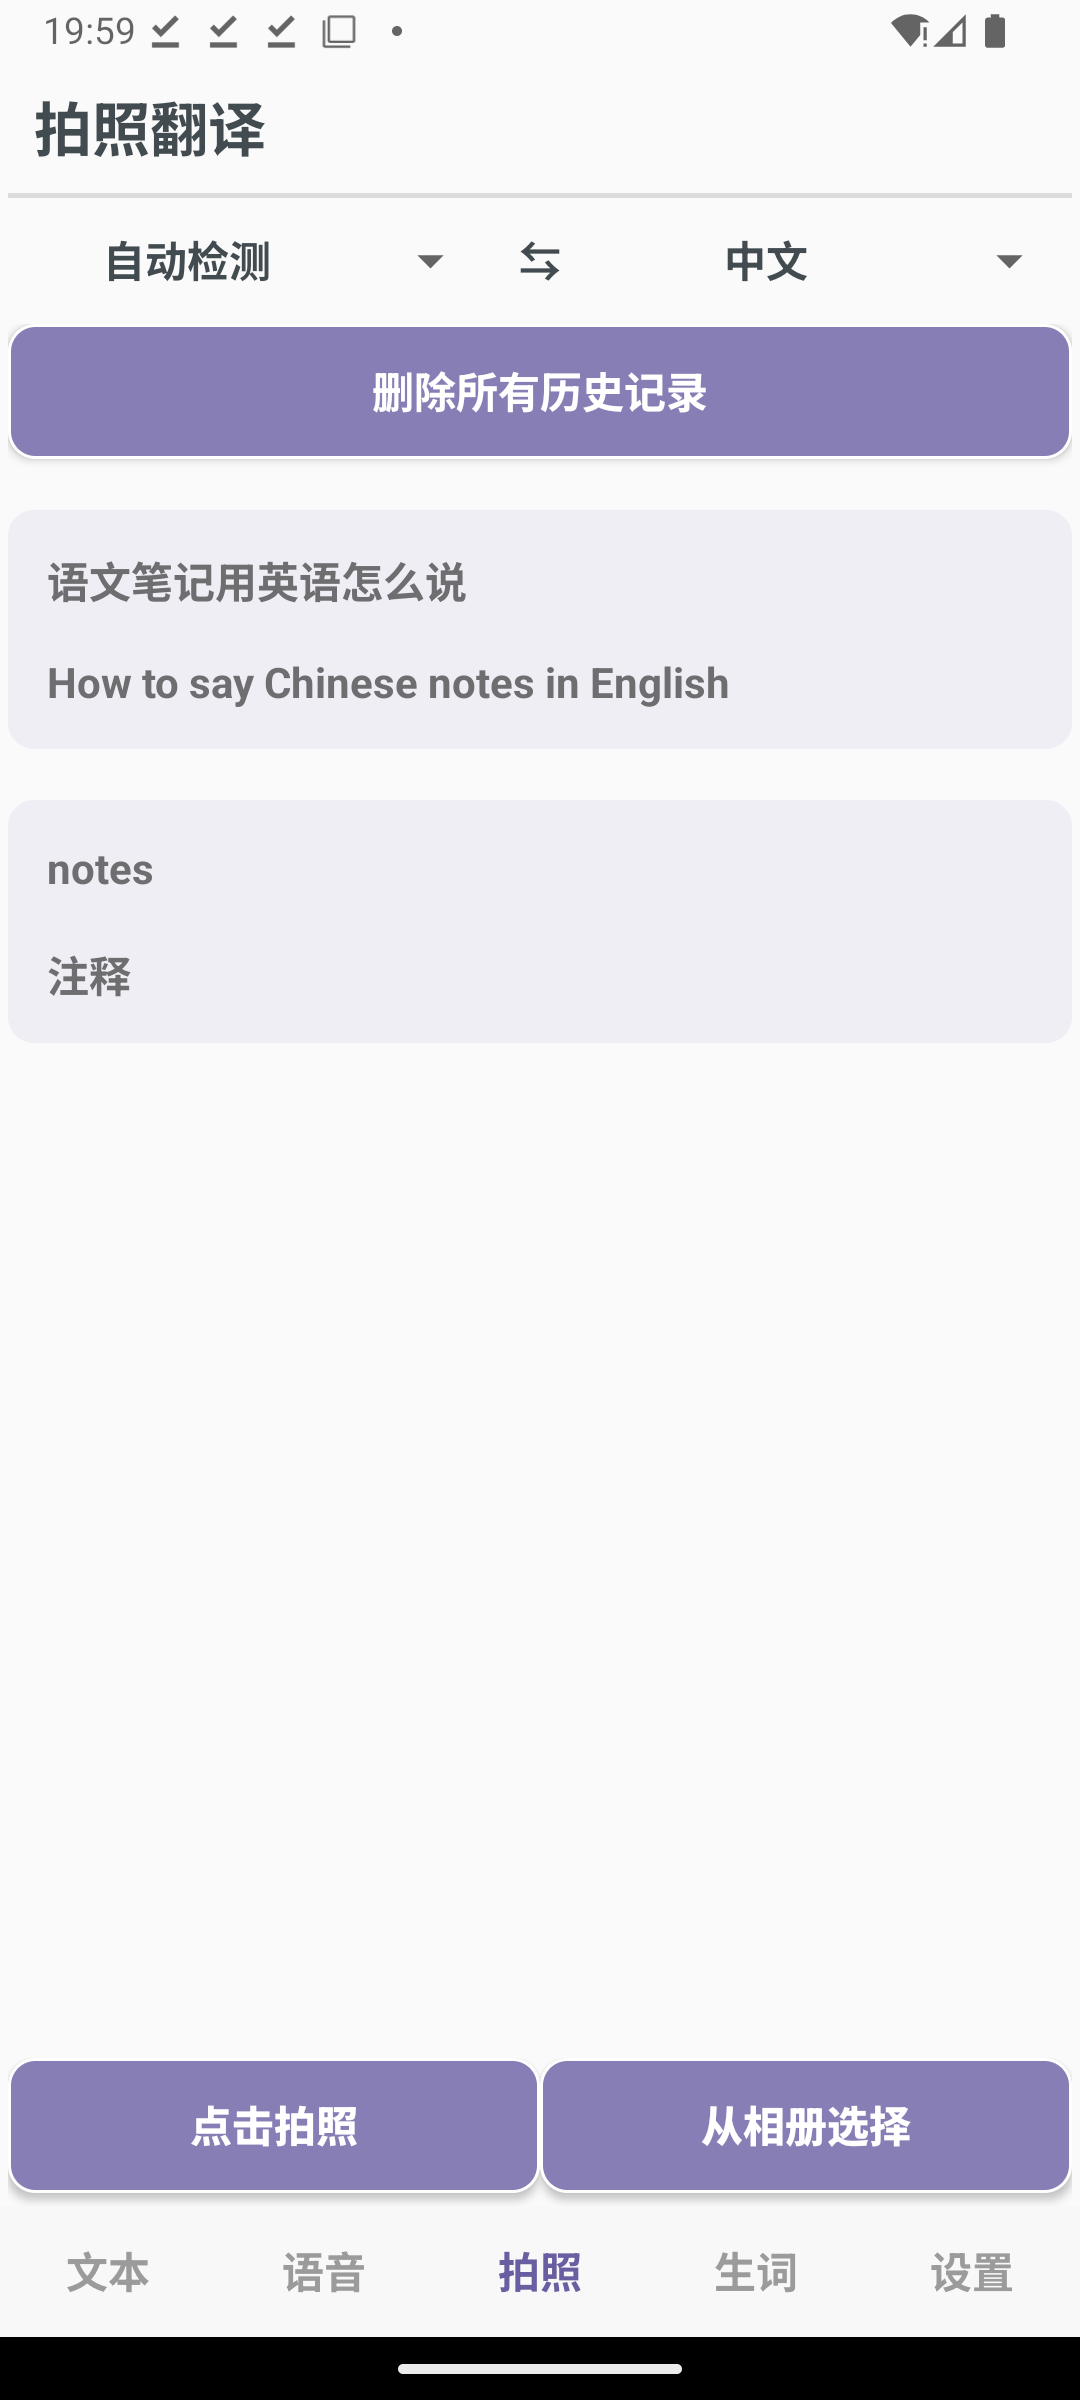 19:59
拍照翻译
自动检测
中文
删除所有历史记录
语文笔记用英语怎么说
How to say Chinese notes in English
notes
注释
点击拍照
从相册选择
文本
语音
拍照
生词
设置